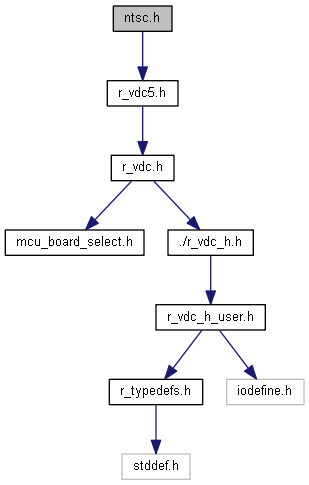 ntsc.h
r_vdc5.h
r_vdc.h
mcu_board_select.h
./r_vdc_h.h
r_vdc_h_user.h
r_typedefs.h
iodefine.h
stddef.h